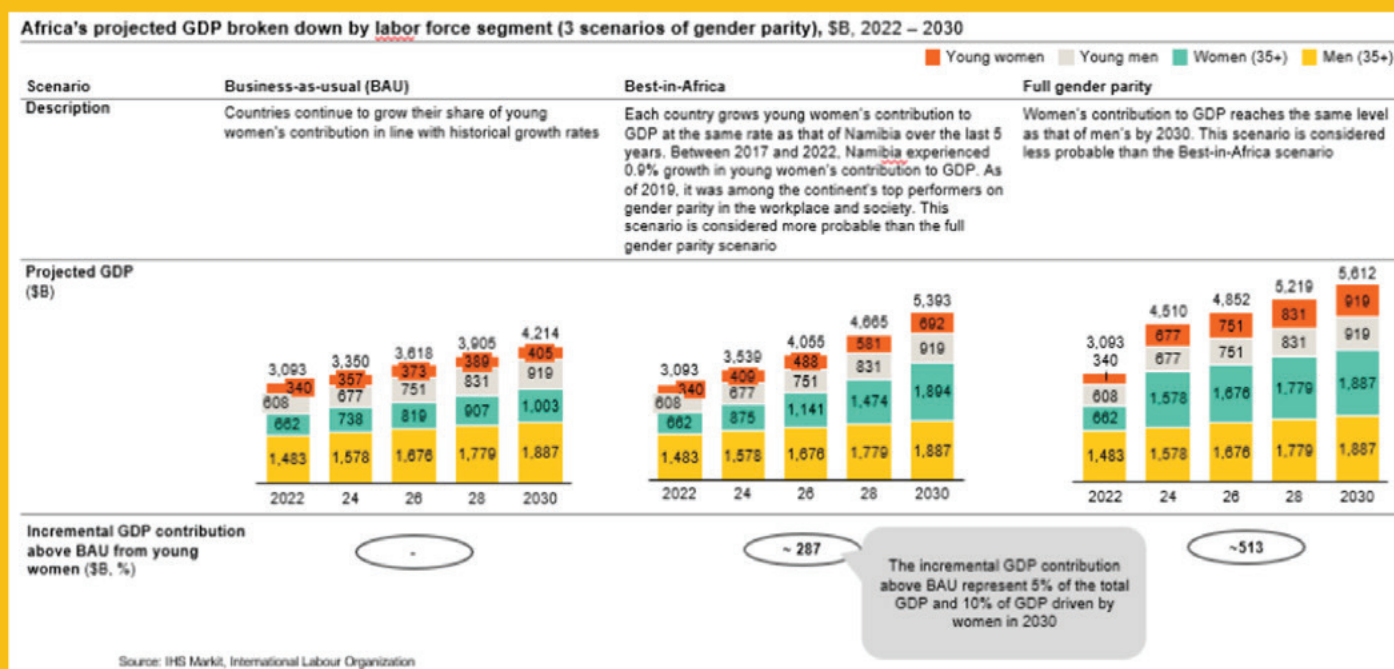 Africa's projected GDP broken down by labor force segment (3 scenarios of gender parity), $B, 2022 – 2030
Young women Young men Women (35+) Men (35+)
Scenario
Business-as-usual (BAU)
Best-in-Africa
Full gender parity
Description
Countries continue to grow their share of young
women's contribution in line with historical growth rates
Each country grows young women's contribution to
GDP at the same rate as that of Namibia over the last 5
years. Between 2017 and 2022, Namibia experienced
0.9% growth in young women's contribution to GDP. As
of 2019, it was among the continent's top performers on
gender parity in the workplace and society. This
scenario is considered more probable than the full
gender parity scenario
Women's contribution to GDP reaches the same level
as that of men's by 2030. This scenario is considered
less probable than the Best-in-Africa scenario
Projected GDP
($B)
3,093 3,350 3,618 3,905 4,214
340 357 373 389 405
608 677 751 831 919
662 738 819 907 1,003
1,483 1,578 1,676 1,779 1,887
2022 24 26 28 2030
3,093 3,539 4,055 4,665 5,393
340 409 488 581 692
608 677 751 831 919
662 875 1,141 1,474 1,894
1,483 1,578 1,676 1,779 1,887
2022 24 26 28 2030
3,093 4,510 4,852 5,219 5,612
340 677 751 831 919
608 677 751 831 919
662 1,578 1,676 1,779 1,887
1,483 1,578 1,676 1,779 1,887
2022 24 26 28 2030
Incremental GDP contribution
above BAU from young
women ($B, %)
-
~ 287
~513
The incremental GDP contribution
above BAU represent 5% of the total
GDP and 10% of GDP driven by
women in 2030
Source: IHS Markit, International Labour Organization